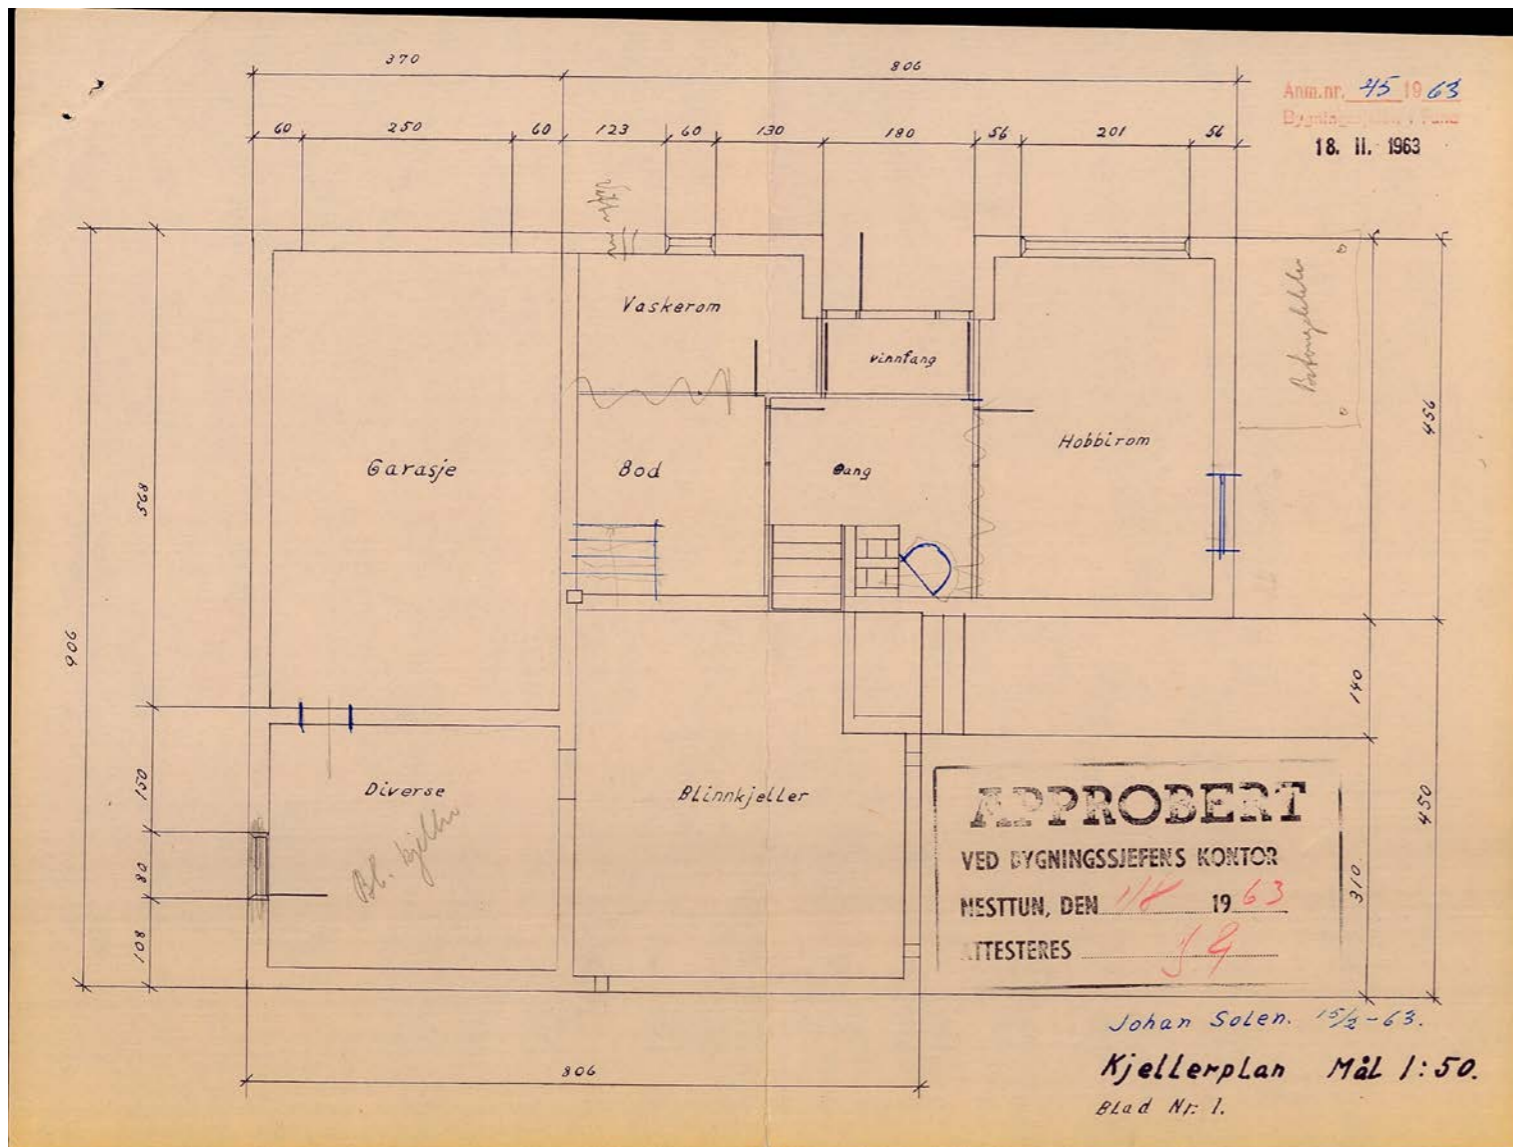 370
806
60
250
60
123
60
130
180
56
201
56
Anm.nr. 45 1963
18. II. 1963
Vaskerom
vinnfang
Hobbirom
Garasje
Bod
Gang
568
906
456
140
150
80
108
Diverse
Bl. kjeller
Blinnkjeller
450
310
APPROBERT
VED BYGNINGSSJEFENS KONTOR
NESTTUN, DEN 1/8 1963
ATTESTERES
Johan Solen. 15/2-63.
806
Kjellerplan Mål 1:50.
Blad Nr. 1.